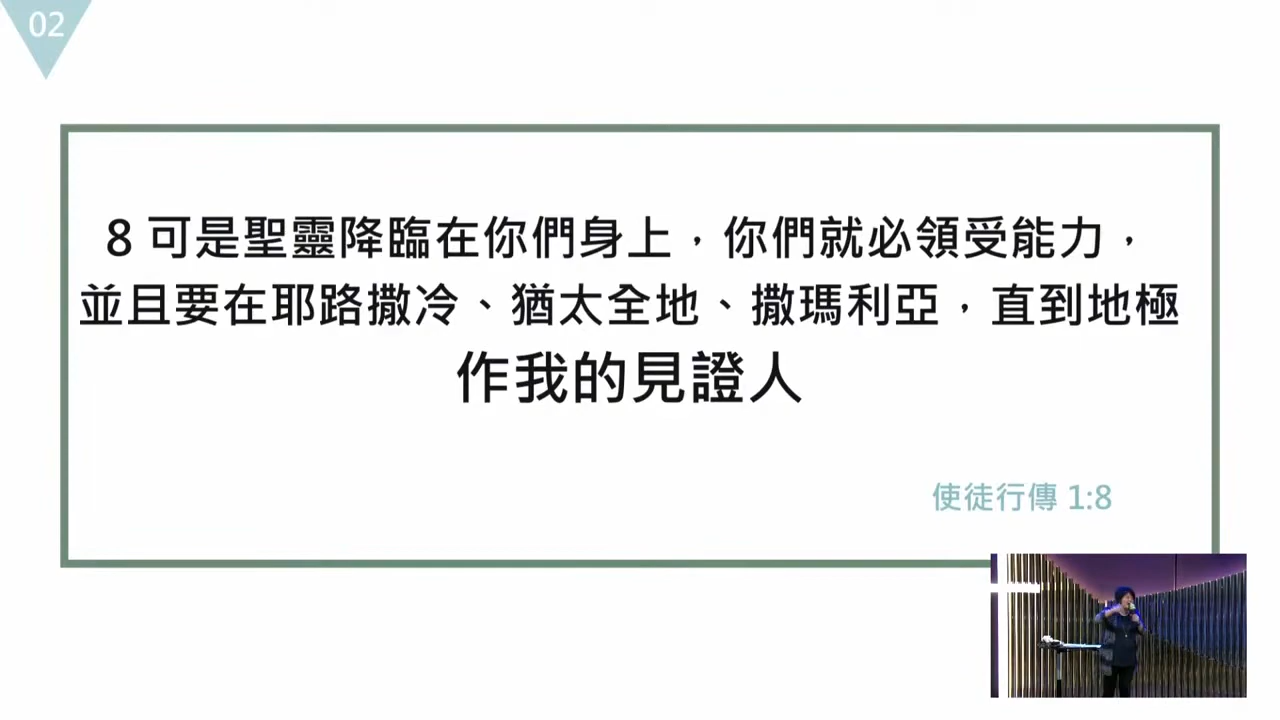 02
8 可是聖靈降臨在你們身上，你們就必領受能力，
並且要在耶路撒冷、猶太全地、撒瑪利亞，直到地極
作我的見證人
使徒行傳 1:8